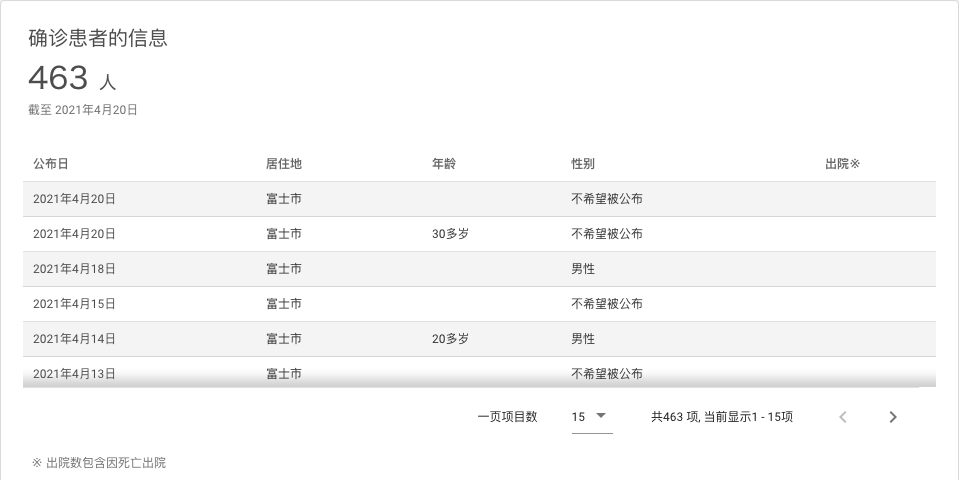 确诊患者的信息
463 人
截至 2021年4月20日
公布日 居住地 年龄 性别 出院※
2021年4月20日 富士市 不希望被公布
2021年4月20日 富士市 30多岁 不希望被公布
2021年4月18日 富士市 男性
2021年4月15日 富士市 不希望被公布
2021年4月14日 富士市 20多岁 男性
2021年4月13日 富士市 不希望被公布
一页项目数 15 共463 项, 当前显示1 - 15项
※ 出院数包含因死亡出院